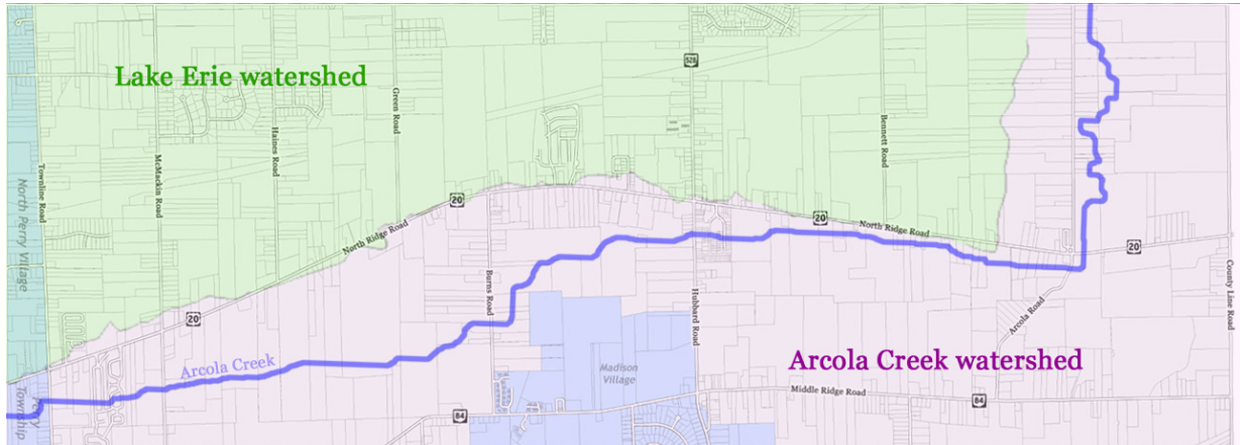 Lake Erie watershed
528
Green Road
Bennett Road
Haines Road
McMackin Road
Townline Road
North Perry Village
20
20
North Ridge Road
North Ridge Road
20
County Line Road
Burns Road
Hubbard Road
20
Arcola Road
Arcola Creek
Arcola Creek watershed
Madison
Village
Middle Ridge Road
84
84
Perry
Township